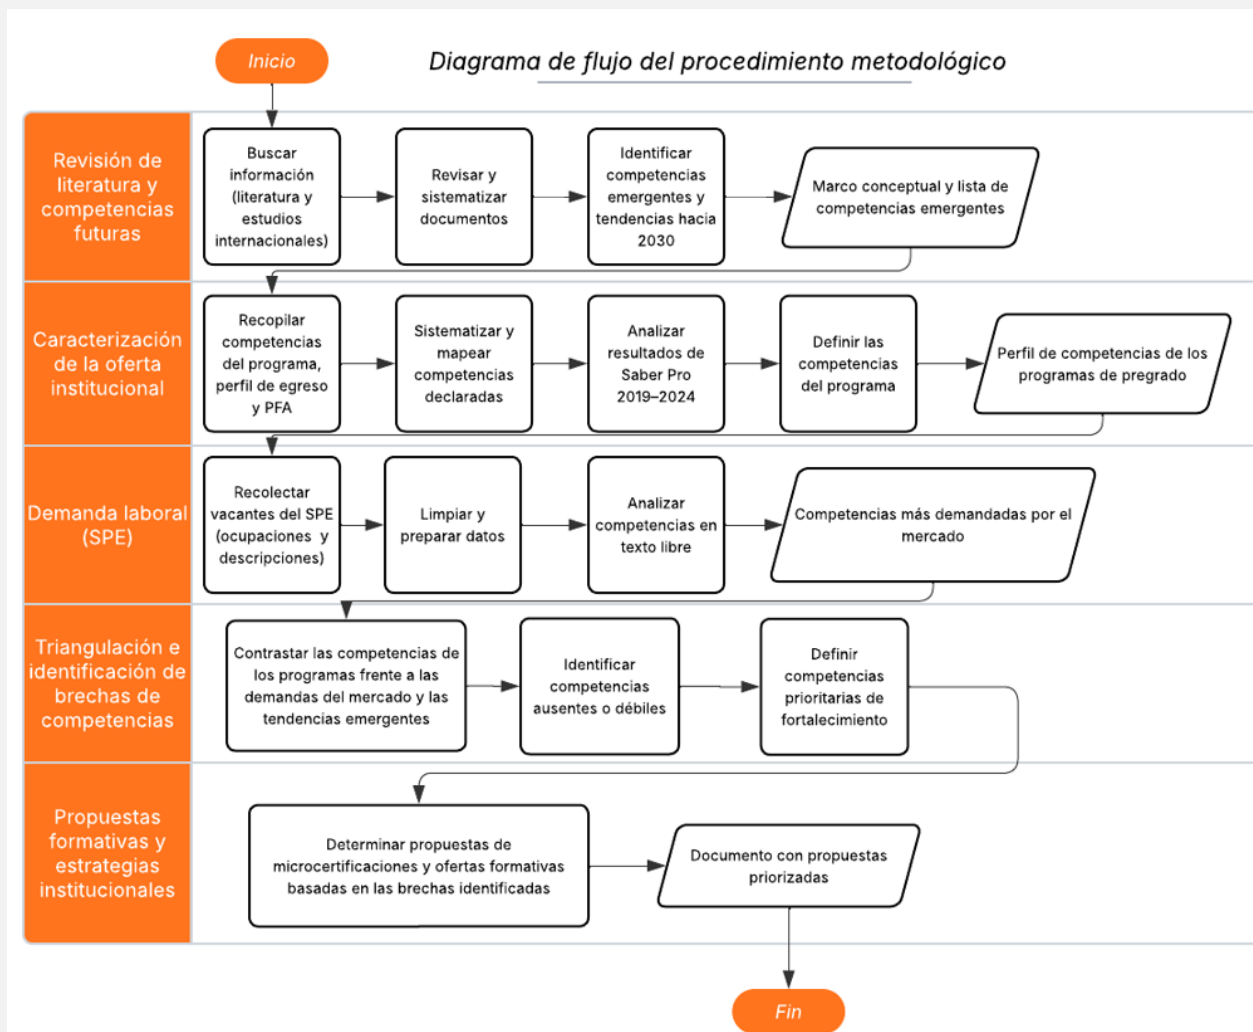 Inicio
Diagrama de flujo del procedimiento metodológico
Revisión de
literatura y
competencias
futuras
Buscar
información
(literatura y
estudios
internacionales)
Revisar y
sistematizar
documentos
Identificar
competencias
emergentes y
tendencias hacia
2030
Marco conceptual y lista de
competencias emergentes
Caracterización
de la oferta
institucional
Recopilar
competencias
del programa,
perfil de egreso
y PFA
Sistematizar y
mapear
competencias
declaradas
Analizar
resultados de
Saber Pro
2019–2024
Definir las
competencias
del programa
Perfil de competencias de los
programas de pregrado
Demanda laboral
(SPE)
Recolectar
vacantes del SPE
(ocupaciones y
descripciones)
Limpiar y
preparar datos
Analizar
competencias en
texto libre
Competencias más demandadas por el
mercado
Triangulación e
identificación de
brechas de
competencias
Contrastar las competencias de
los programas frente a las
demandas del mercado y las
tendencias emergentes
Identificar
competencias
ausentes o débiles
Definir
competencias
prioritarias de
fortalecimiento
Propuestas
formativas y
estrategias
institucionales
Determinar propuestas de
microcertificaciones y ofertas formativas
basadas en las brechas identificadas
Documento con propuestas
priorizadas
Fin